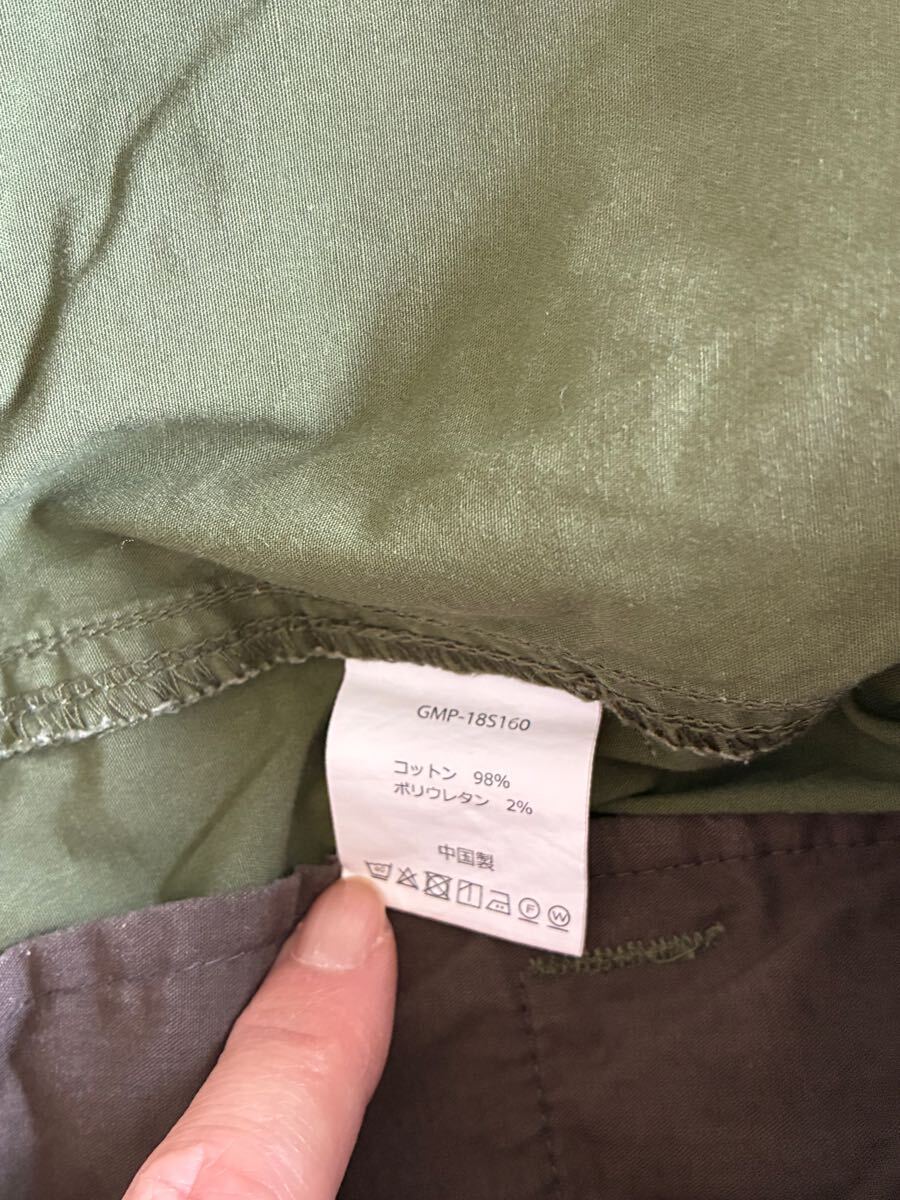 GMP-18S160
コットン 98%
ポリウレタン 2%
中国製
F W